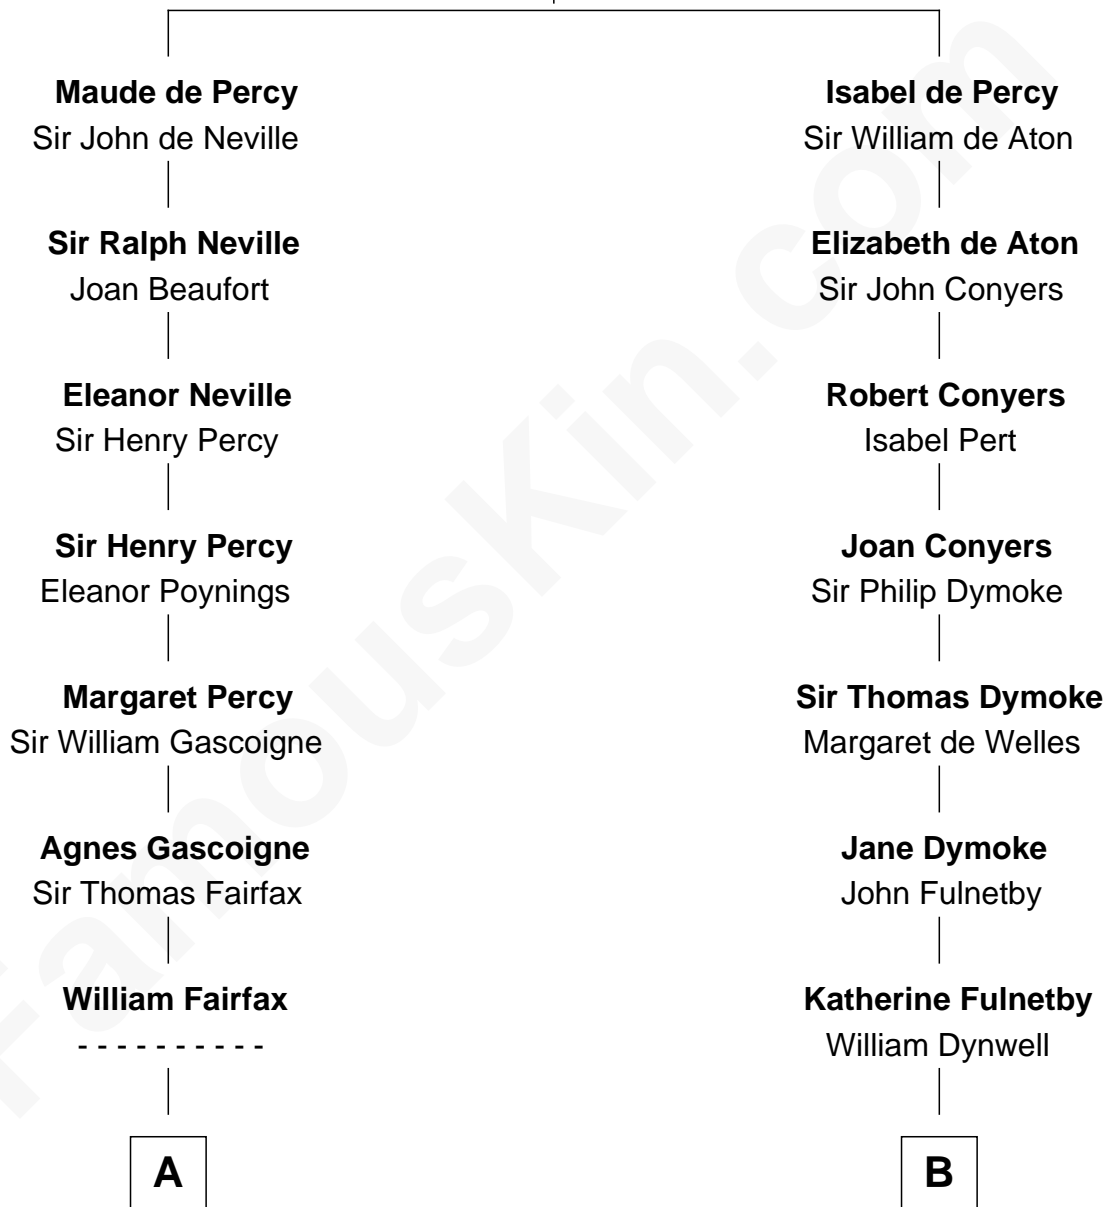 Maude de Percy
Sir John de Neville
Isabel de Percy
Sir William de Aton
Sir Ralph Neville
Joan Beaufort
Elizabeth de Aton
Sir John Conyers
Eleanor Neville
Sir Henry Percy
Robert Conyers
Isabel Pert
Sir Henry Percy
Eleanor Poynings
Joan Conyers
Sir Philip Dymoke
Margaret Percy
Sir William Gascoigne
Sir Thomas Dymoke
Margaret de Welles
Agnes Gascoigne
Sir Thomas Fairfax
Jane Dymoke
John Fulnetby
William Fairfax
- - - - - - - - - -
Katherine Fulnetby
William Dynwell
A
B
FamousKin.com